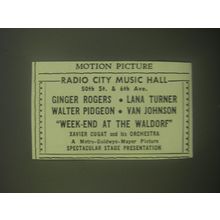 MOTION PICTURE
RADIO CITY MUSIC HALL
50th St. & 6th Ave.
GINGER ROGERS • LANA TURNER
WALTER PIDGEON • VAN JOHNSON
"WEEK-END AT THE WALDORF"
XAVIER CUGAT and his ORCHESTRA
A Metro-Goldwyn-Mayer Picture
SPECTACULAR STAGE PRESENTATION